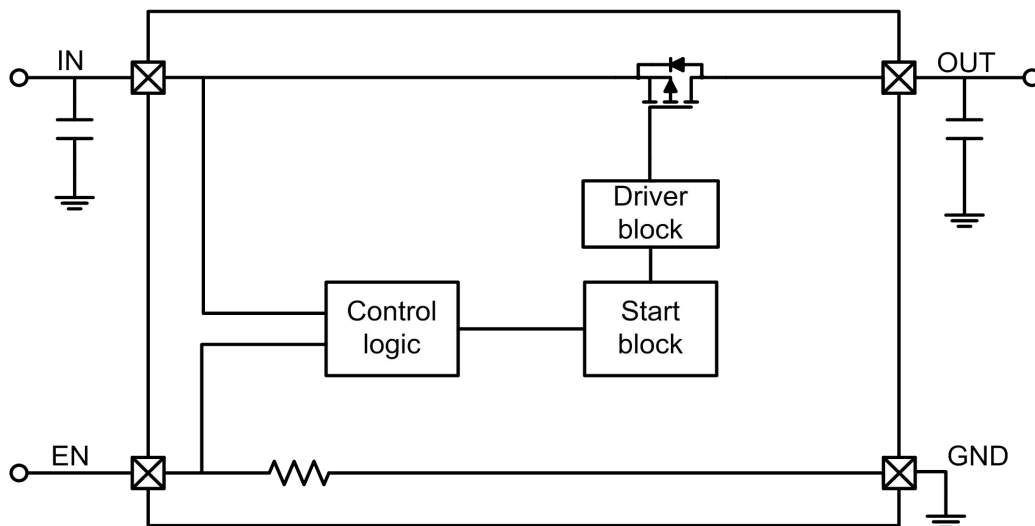 IN
OUT
Driver
block
Control
logic
Start
block
EN
GND